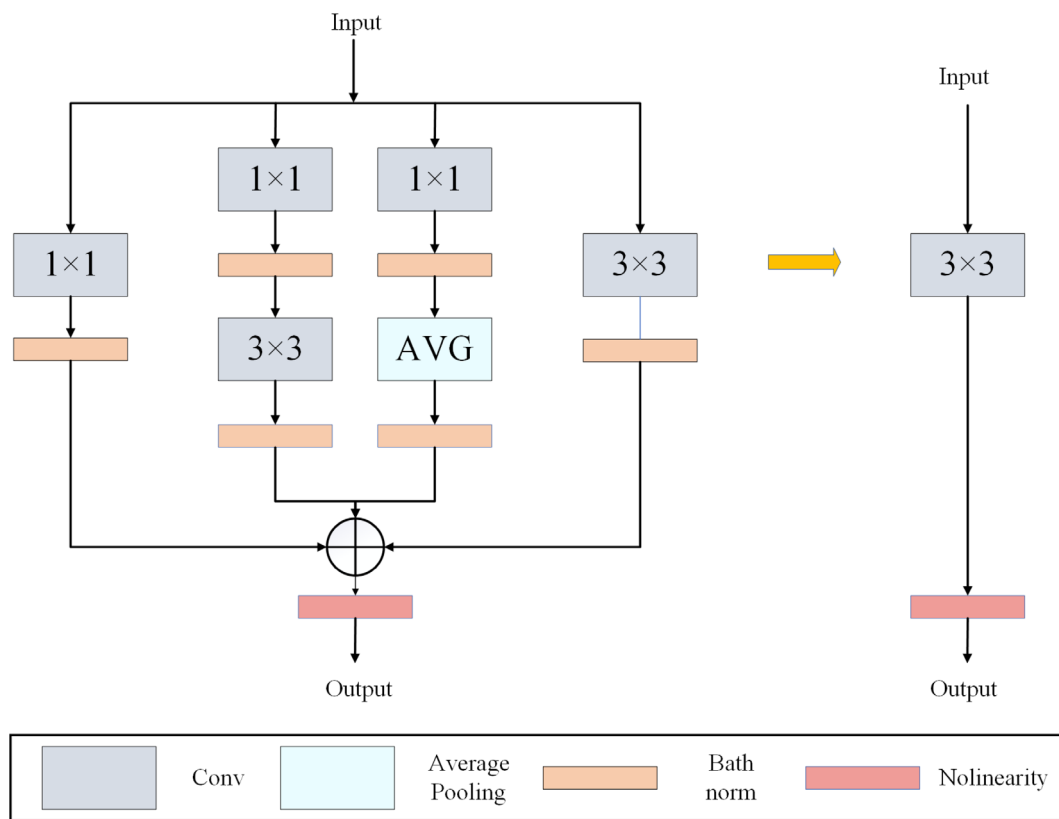 Input
Input
1×1
1×1
1×1
3×3
3×3
3×3
AVG
Output
Output
Conv
Average
Pooling
Bath
norm
Nolinearity